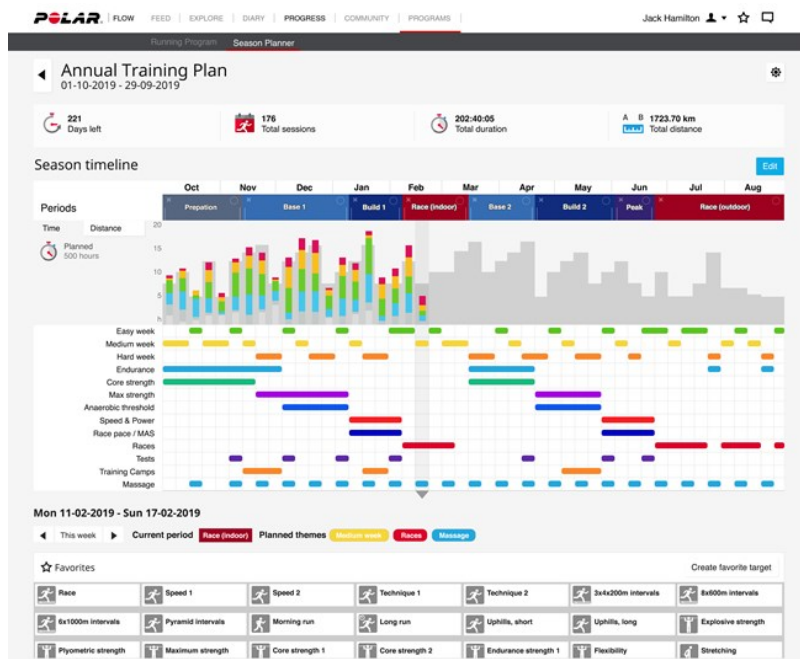 POLAR. FLOW FEED EXPLORE DIARY PROGRESS COMMUNITY PROGRAMS Jack Hamilton
Running Program Season Planner
Annual Training Plan
01-10-2019 - 29-09-2019
221 176 202:40:05 A B 1723.70 km
Days left Total sessions Total duration Total distance
Season timeline Edit
Oct Nov Dec Jan Feb Mar Apr May Jun Jul Aug
Periods Prepation Base 1 Build 1 Race (indoor) Base 2 Build 2 Peak Race (outdoor)
Time Distance 20
Planned 15
500 hours
10
5
h
Easy week
Medium week
Hard week
Endurance
Core strength
Max strength
Anaerobic threshold
Speed & Power
Race pace / MAS
Races
Tests
Training Camps
Massage
Mon 11-02-2019 - Sun 17-02-2019
This week Current period Race (indoor) Planned themes Medium week Races Massage
Favorites Create favorite target
Race Speed 1 Speed 2 Technique 1 Technique 2 3x4x200m intervals 8x600m intervals
6x1000m intervals Pyramid intervals Morning run Long run Uphills, short Uphills, long Explosive strength
Plyometric strength Maximum strength Core strength 1 Core strength 2 Endurance strength 1 Flexibility Stretching